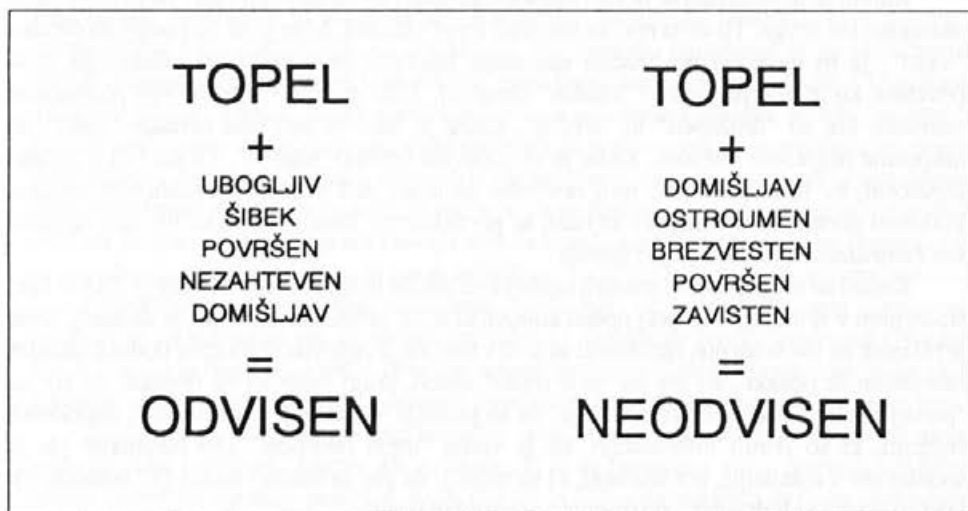 TOPEL
+
UBOGLJIV
ŠIBEK
POVRŠEN
NEZAHTEVEN
DOMIŠLJAV
=
ODVISEN
TOPEL
+
DOMIŠLJAV
OSTROUMEN
BREZVESTEN
POVRŠEN
ZAVISTEN
=
NEODVISEN